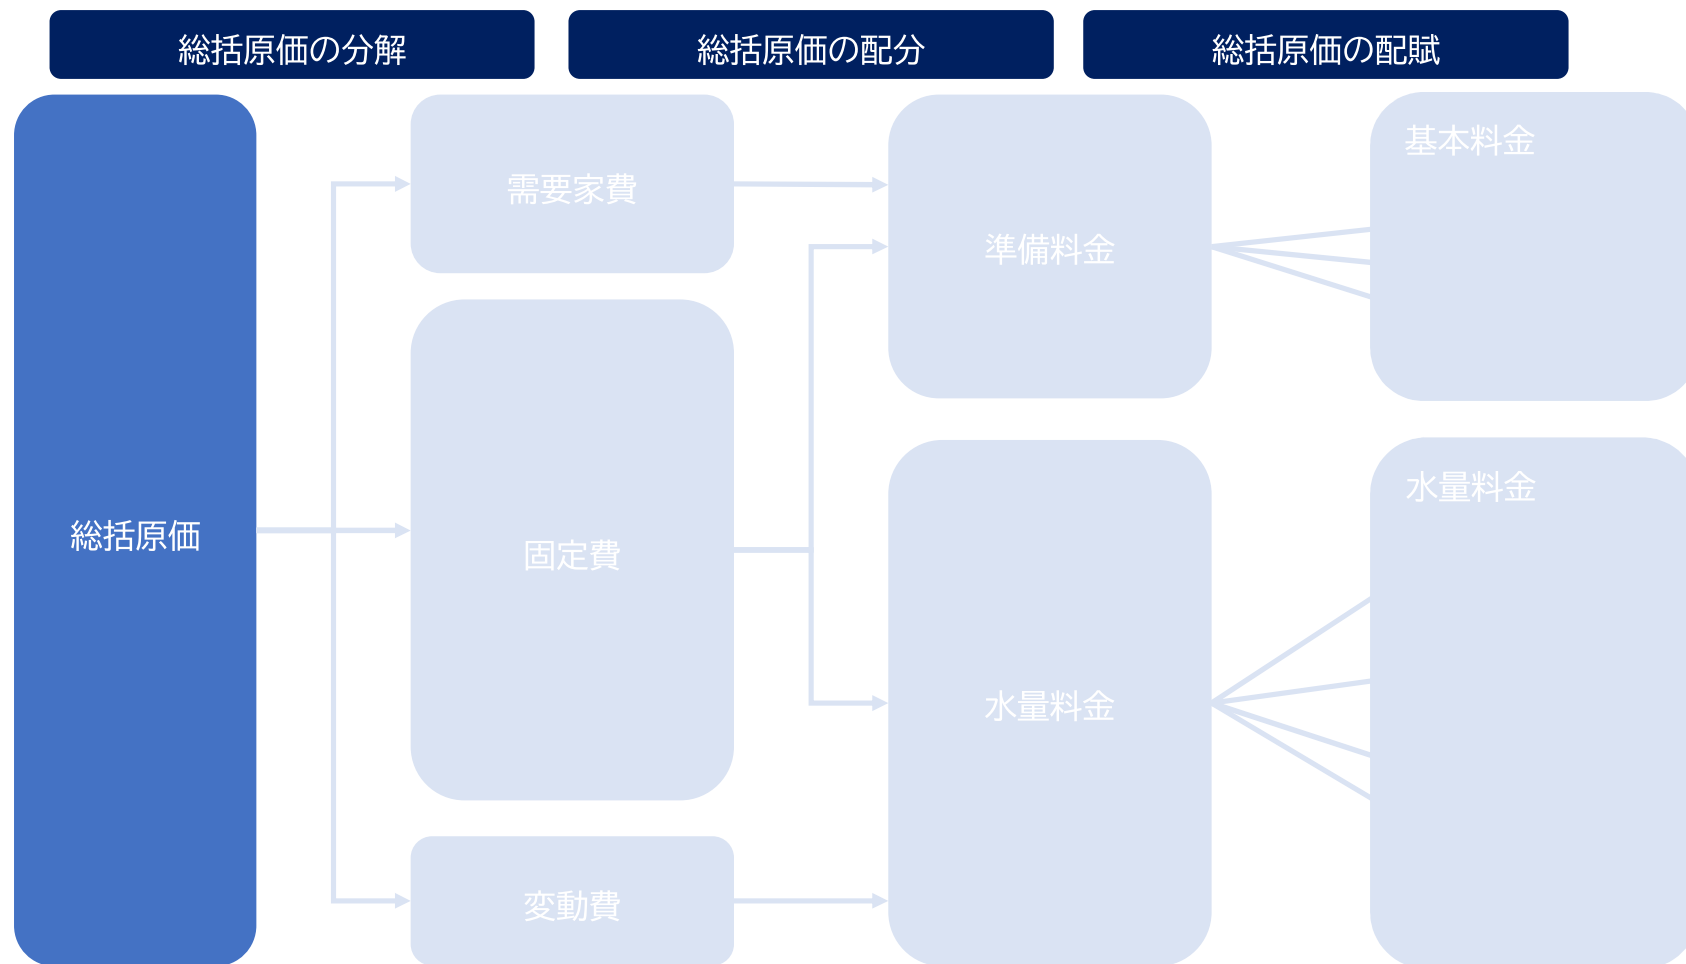 総括原価の分解
総括原価の配分
総括原価の配賦
総括原価
需要家費
固定費
変動費
準備料金
水量料金
基本料金
水量料金